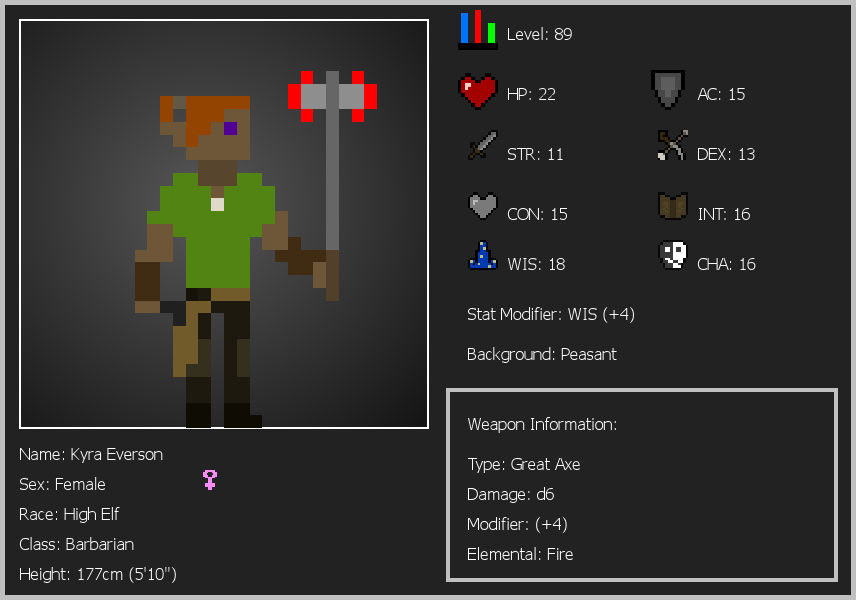 Level: 89
HP: 22
AC: 15
STR: 11
DEX: 13
CON: 15
INT: 16
WIS: 18
CHA: 16
Stat Modifier: WIS (+4)
Background: Peasant
Weapon Information:
Type: Great Axe
Damage: d6
Modifier: (+4)
Elemental: Fire
Name: Kyra Everson
Sex: Female
Race: High Elf
Class: Barbarian
Height: 177cm (5'10")